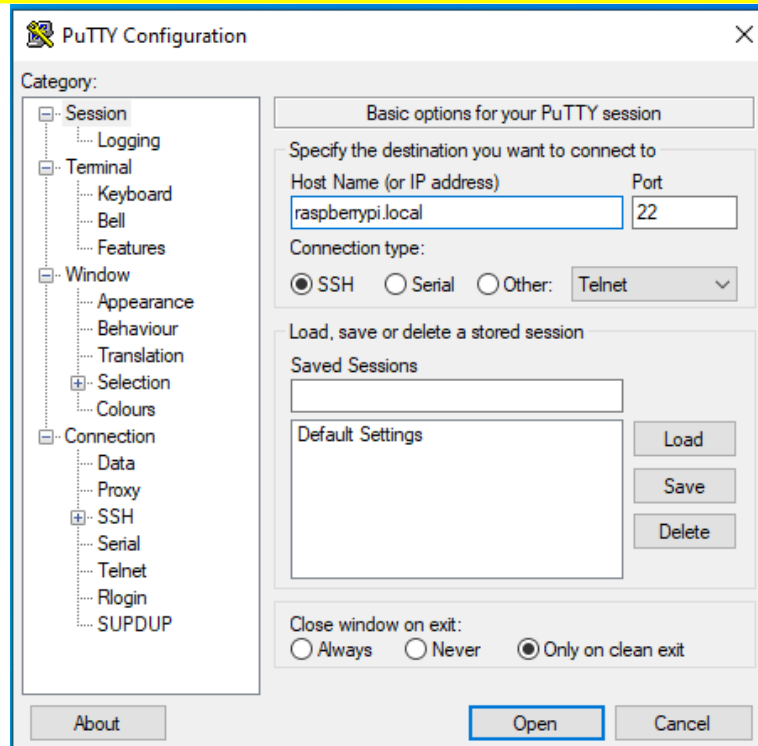 PuTTY Configuration
Category:
Session
Logging
Terminal
Keyboard
Bell
Features
Window
Appearance
Behaviour
Translation
Selection
Colours
Connection
Data
Proxy
SSH
Serial
Telnet
Rlogin
SUPDUP
Basic options for your PuTTY session
Specify the destination you want to connect to
Host Name (or IP address) Port
raspberrypi.local 22
Connection type:
SSH Serial Other: Telnet
Load, save or delete a stored session
Saved Sessions
Default Settings
Load
Save
Delete
Close window on exit:
Always Never Only on clean exit
About Open Cancel